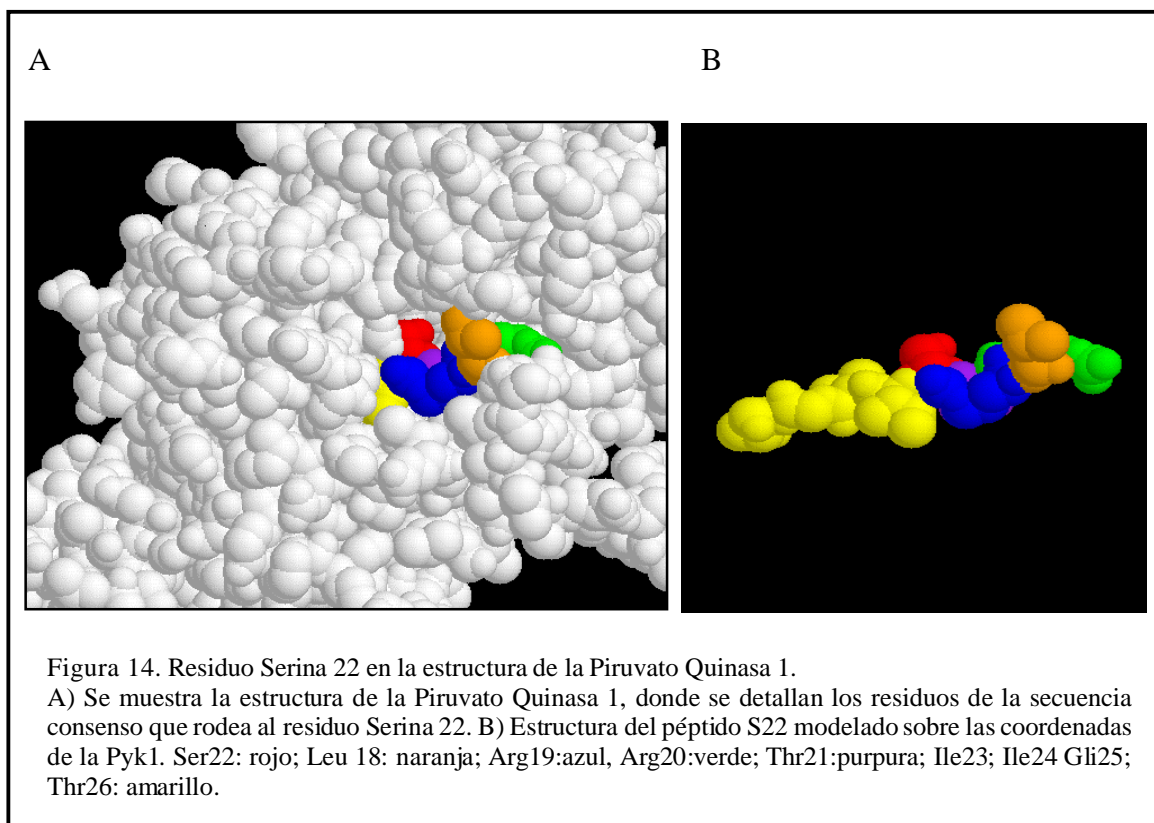 A
B
Figura 14. Residuo Serina 22 en la estructura de la Piruvato Quinasa 1.
A) Se muestra la estructura de la Piruvato Quinasa 1, donde se detallan los residuos de la secuencia
consenso que rodea al residuo Serina 22. B) Estructura del péptido S22 modelado sobre las coordenadas
de la Pyk1. Ser22: rojo; Leu 18: naranja; Arg19:azul, Arg20:verde; Thr21:purpura; Ile23; Ile24 Gli25;
Thr26: amarillo.